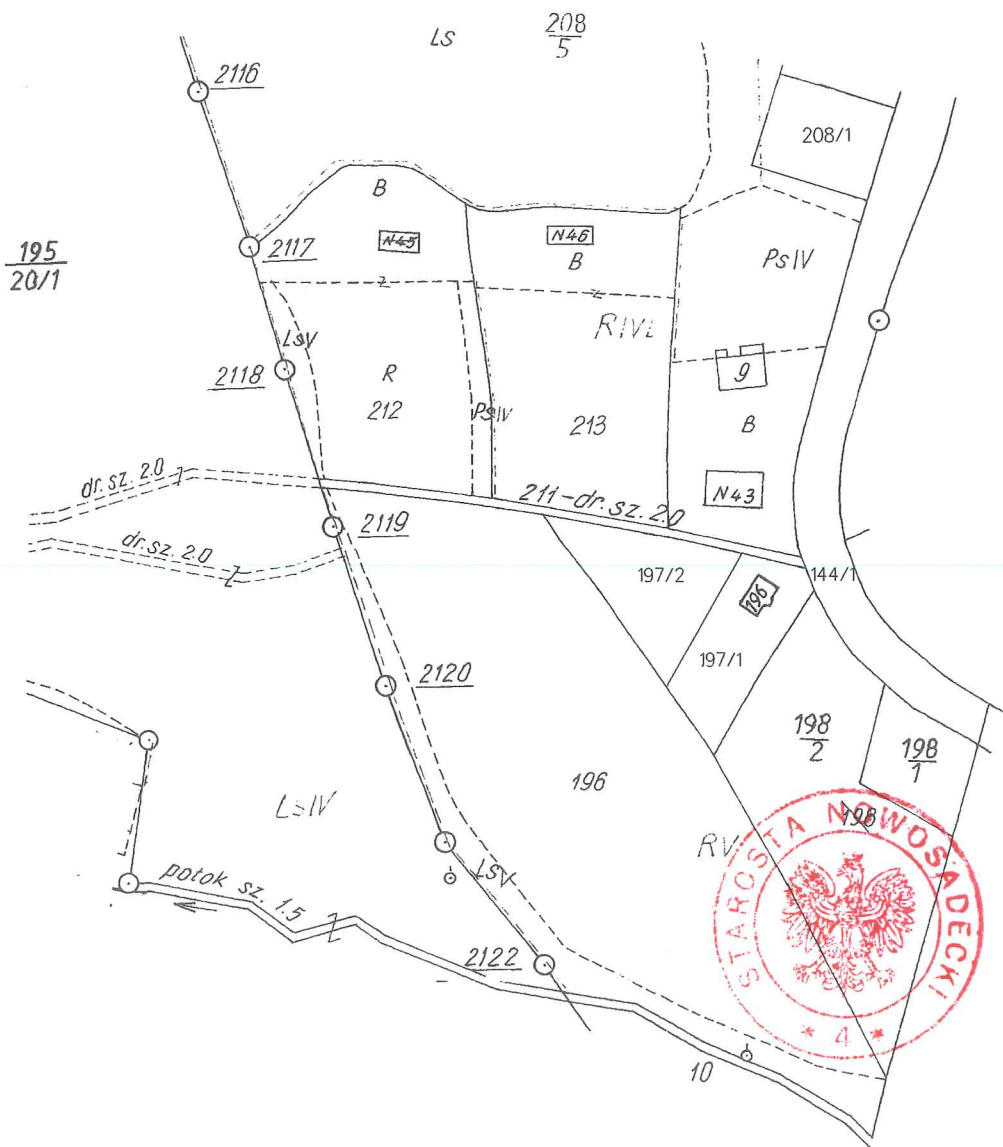 Ls
208
5
2116
208/1
B
N45
N46
B
2117
195
20/1
PsIV
LsV
RIVb
2118
R
212
PsIV
213
9
B
N43
dr. sz. 2.0
211-dr. sz. 2.0
2119
dr. sz. 2.0
197/2
196
144/1
197/1
2120
198
2
198
1
196
LsIV
198
RV
LsV
potok sz. 1.5
2122
10
STAROSTA NOWOSĄDECKI
* 4 *